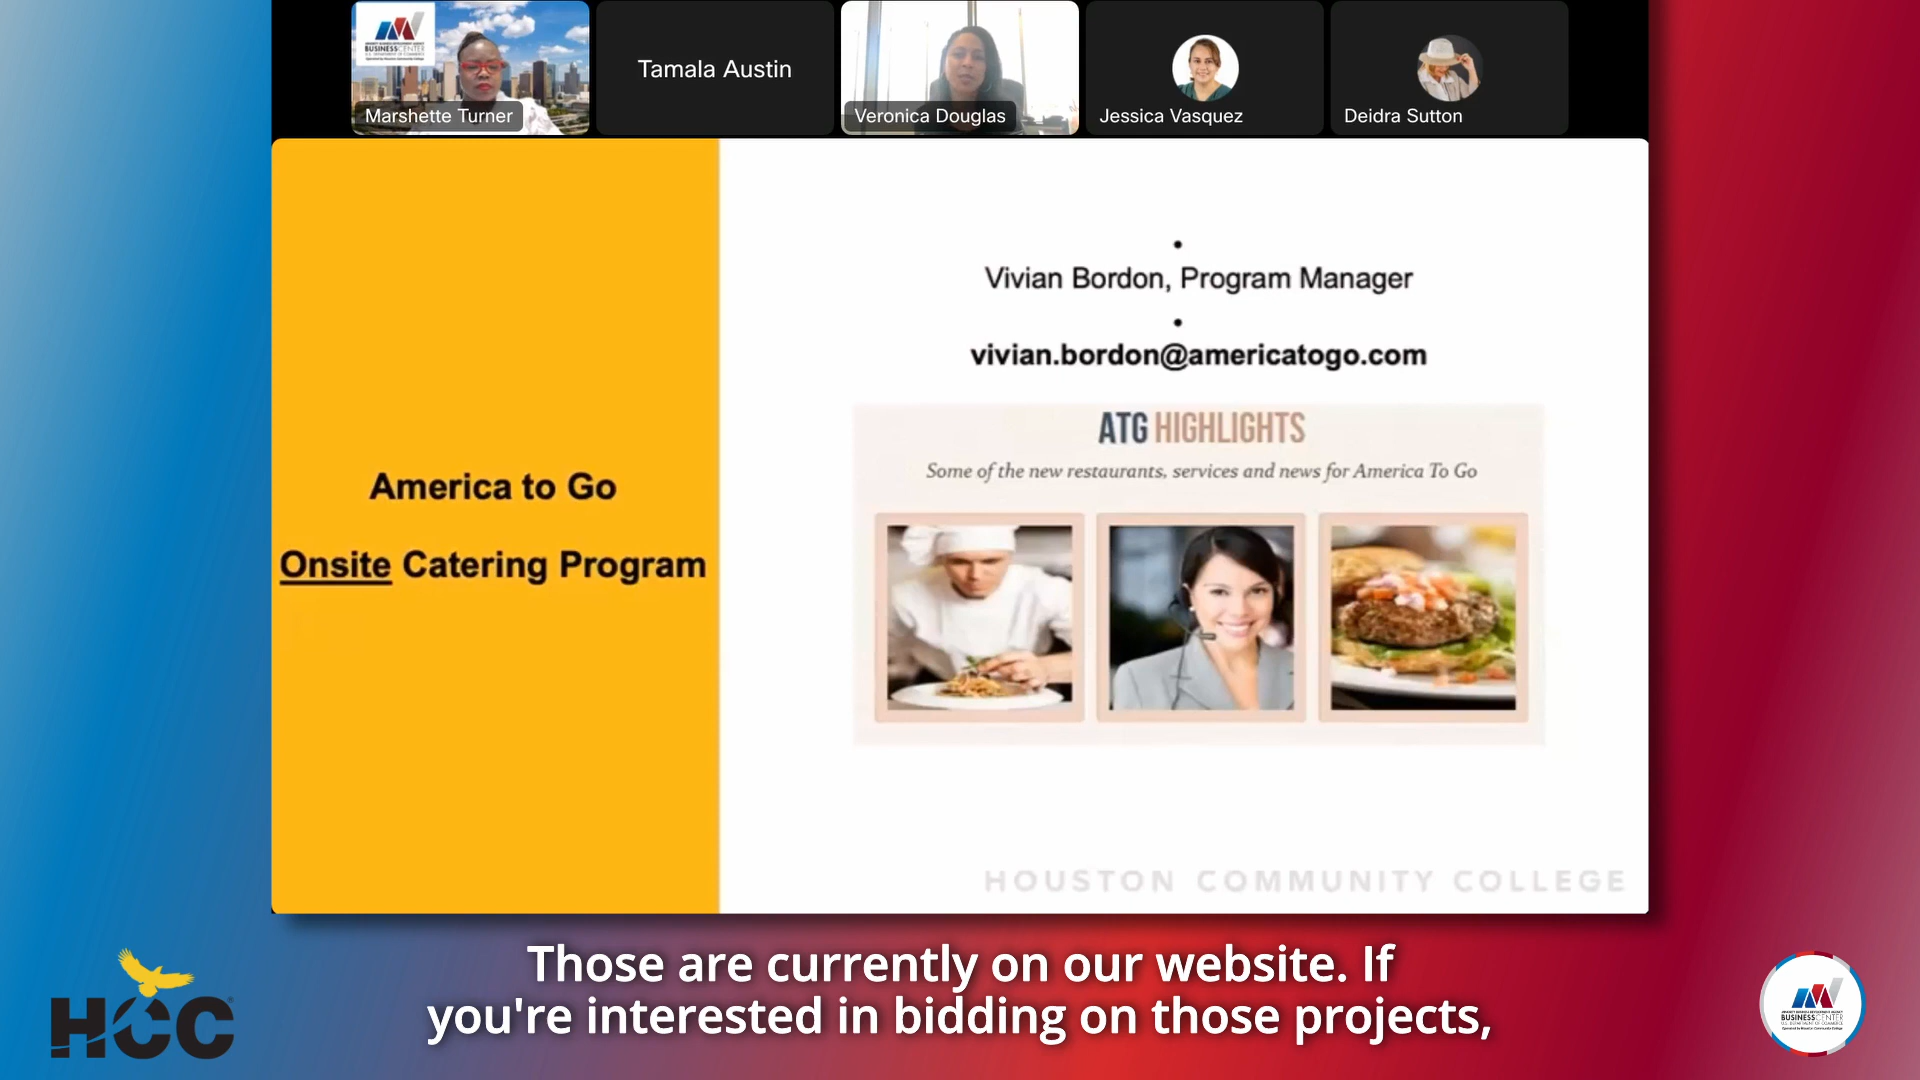 BUSINESSCENTER
Marshette Turner
Tamala Austin
Veronica Douglas
Jessica Vasquez
Deidra Sutton
America to Go
Onsite Catering Program
•
Vivian Bordon, Program Manager
•
vivian.bordon@americatogo.com
ATG HIGHLIGHTS
Some of the new restaurants, services and news for America To Go
HOUSTON COMMUNITY COLLEGE
Those are currently on our website. If
you're interested in bidding on those projects,
HCC
BUSINESSCENTER